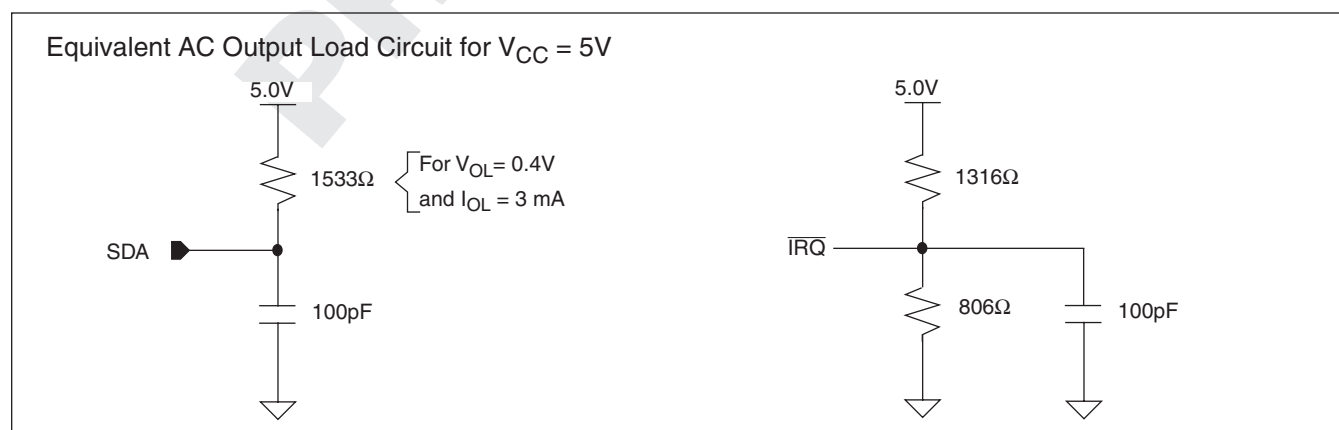 Equivalent AC Output Load Circuit for VCC = 5V
5.0V
1533Ω
For VOL= 0.4V
and IOL = 3 mA
SDA
100pF
5.0V
1316Ω
IRQ
806Ω
100pF